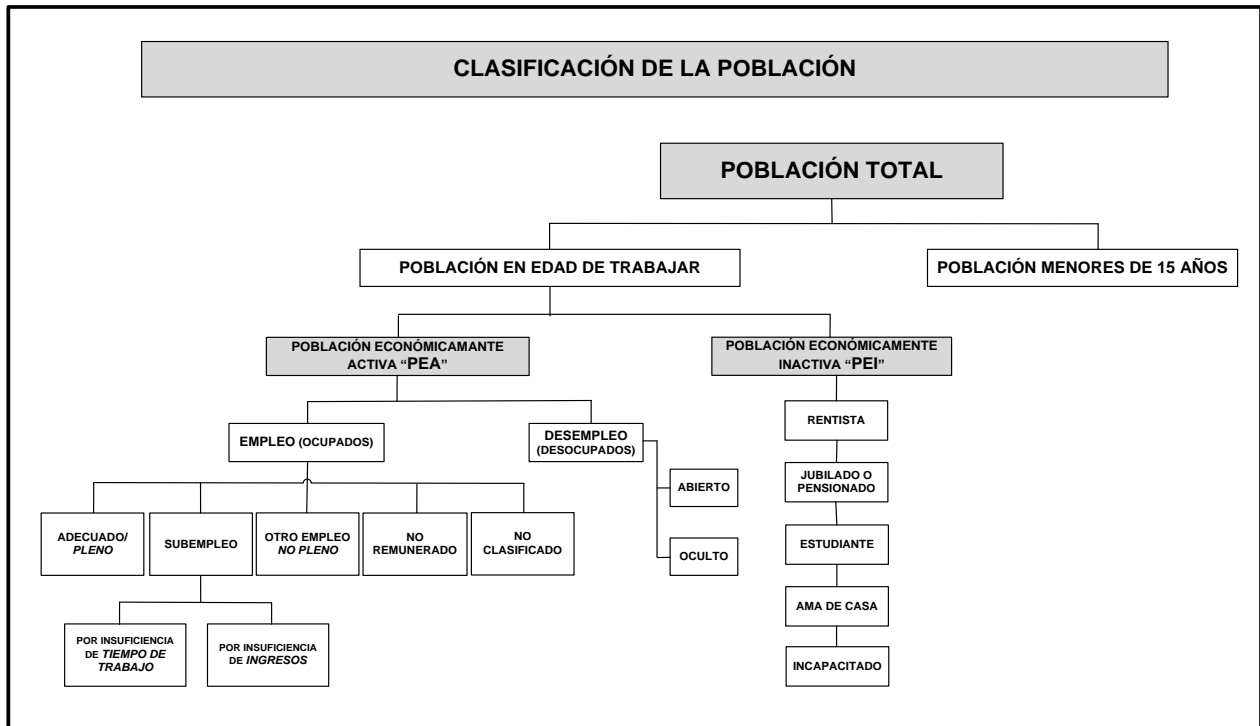 CLASIFICACIÓN DE LA POBLACIÓN
POBLACIÓN TOTAL
POBLACIÓN EN EDAD DE TRABAJAR
POBLACIÓN MENORES DE 15 AÑOS
POBLACIÓN ECONÓMICAMANTE
ACTIVA “PEA”
POBLACIÓN ECONÓMICAMENTE
INACTIVA “PEI”
EMPLEO (OCUPADOS)
DESEMPLEO
(DESOCUPADOS)
ABIERTO
OCULTO
ADECUADO/
PLENO
SUBEMPLEO
OTRO EMPLEO
NO PLENO
NO
REMUNERADO
NO
CLASIFICADO
POR INSUFICIENCIA
DE TIEMPO DE
TRABAJO
POR INSUFICIENCIA
DE INGRESOS
RENTISTA
JUBILADO O
PENSIONADO
ESTUDIANTE
AMA DE CASA
INCAPACITADO